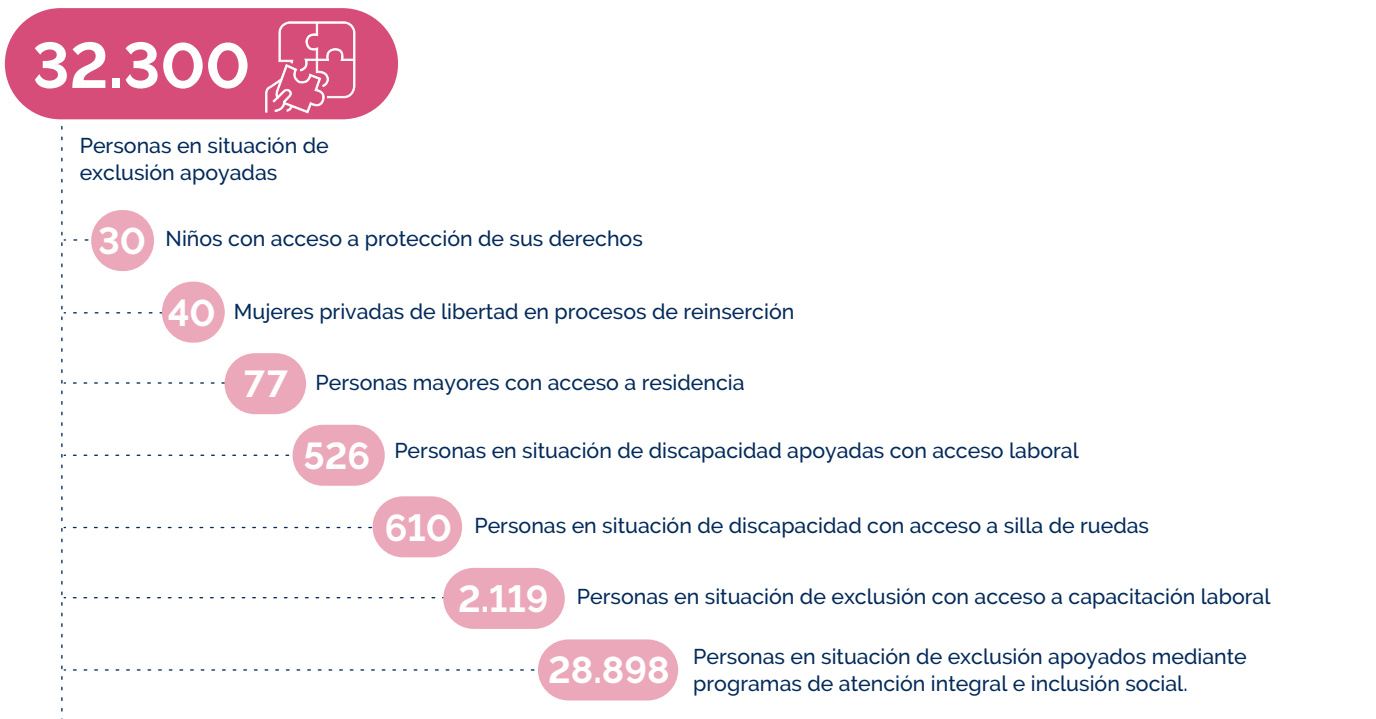 32.300
Personas en situación de
exclusión apoyadas
30 Niños con acceso a protección de sus derechos
40 Mujeres privadas de libertad en procesos de reinserción
77 Personas mayores con acceso a residencia
526 Personas en situación de discapacidad apoyadas con acceso laboral
610 Personas en situación de discapacidad con acceso a silla de ruedas
2.119 Personas en situación de exclusión con acceso a capacitación laboral
28.898 Personas en situación de exclusión apoyados mediante
programas de atención integral e inclusión social.